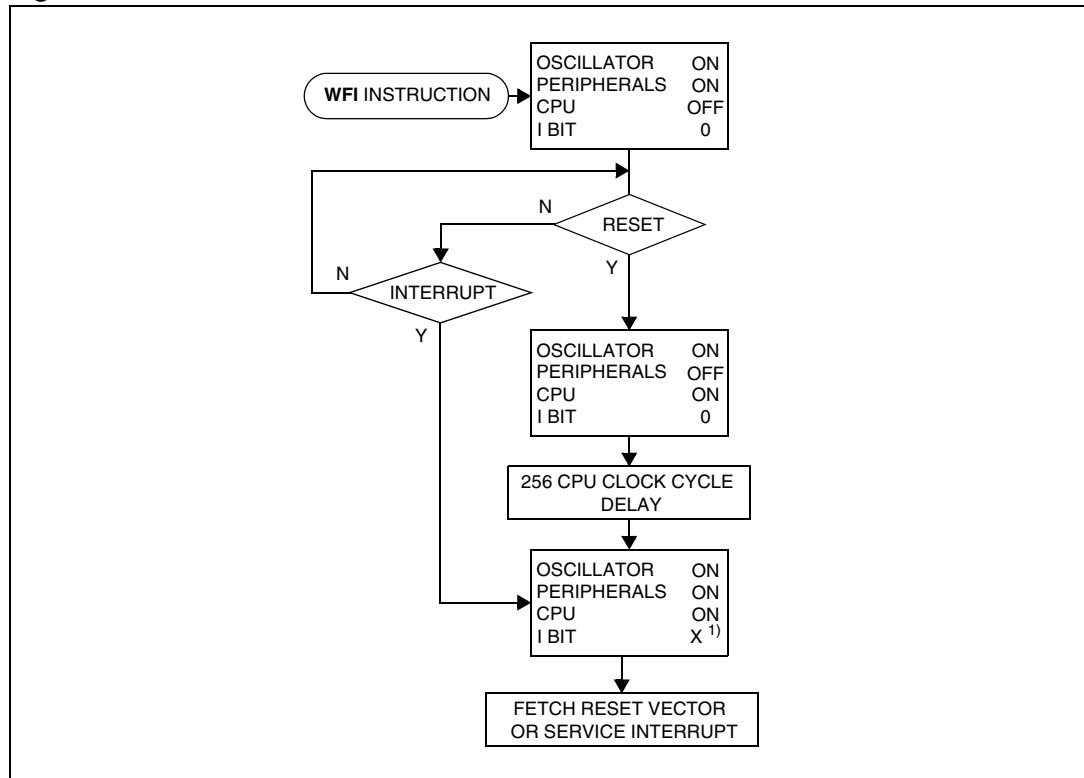 WFI INSTRUCTION
OSCILLATOR ON
PERIPHERALS ON
CPU OFF
I BIT 0
N
RESET
Y
N
INTERRUPT
Y
OSCILLATOR ON
PERIPHERALS OFF
CPU ON
I BIT 0
256 CPU CLOCK CYCLE
DELAY
OSCILLATOR ON
PERIPHERALS ON
CPU ON
I BIT X 1)
FETCH RESET VECTOR
OR SERVICE INTERRUPT